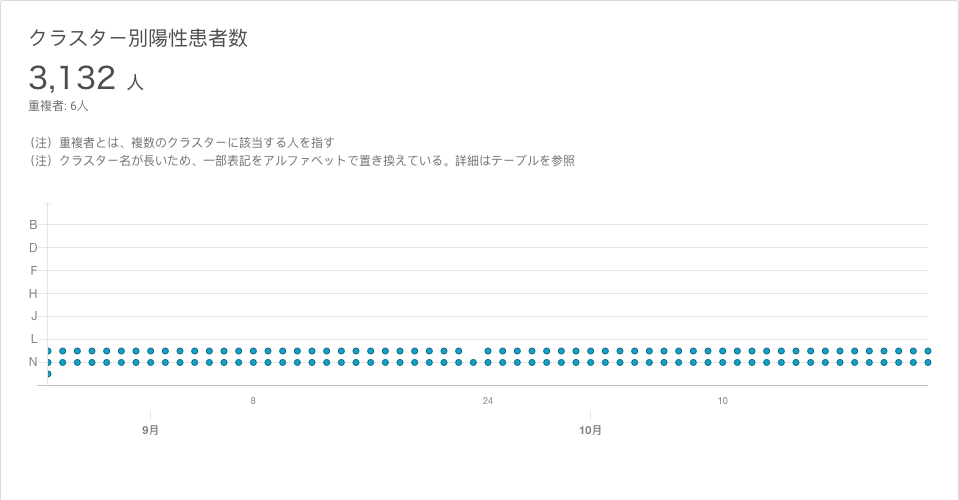 クラスター別陽性患者数
3,132 人
重複者: 6人
（注）重複者とは、複数のクラスターに該当する人を指す
（注）クラスター名が長いため、一部表記をアルファベットで置き換えている。詳細はテーブルを参照
B
D
F
H
J
L
N
8 24 10
9月 10月